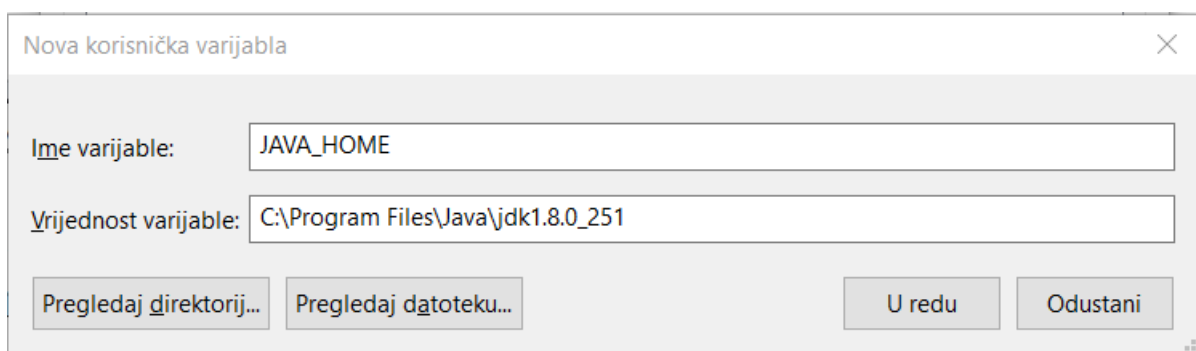 Nova korisnička varijabla
Ime varijable: JAVA_HOME
Vrijednost varijable: C:\Program Files\Java\jdk1.8.0_251
Pregledaj direktorij... Pregledaj datoteku... U redu Odustani